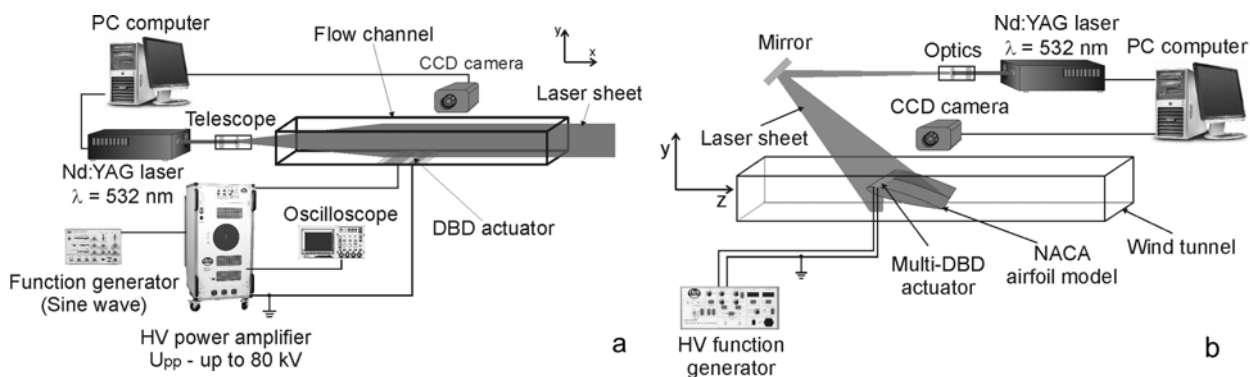 PC computer
Flow channel
y
x
CCD camera
Laser sheet
Telescope
Nd:YAG laser
λ = 532 nm
Oscilloscope
DBD actuator
Function generator
(Sine wave)
HV power amplifier
Upp - up to 80 kV
a
Nd:YAG laser
λ = 532 nm
Mirror
Optics
PC computer
CCD camera
Laser sheet
y
z
Wind tunnel
NACA
airfoil model
Multi-DBD
actuator
HV function
generator
b